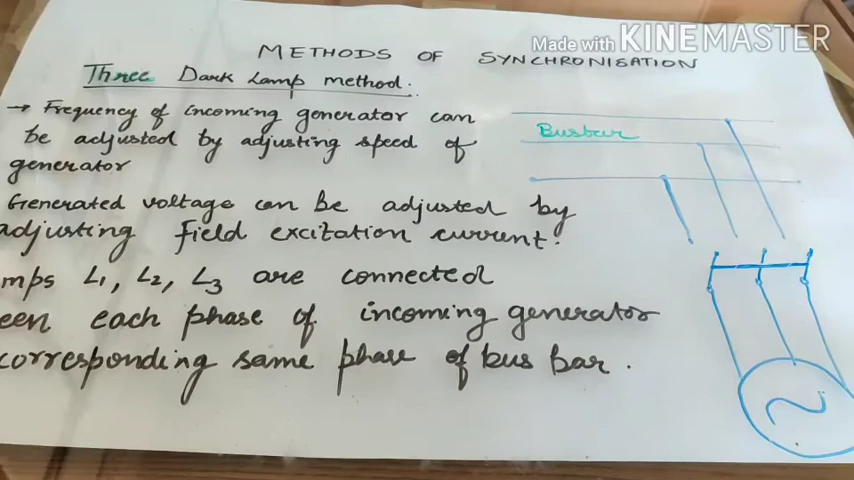 Made with KINEMASTER
METHODS OF SYNCHRONISATION
Three Dark Lamp method.
→ Frequency of incoming generator can
be adjusted by adjusting speed of
generator
Generated voltage can be adjusted by
adjusting field excitation current.
mps L1, L2, L3 are connected
een each phase of incoming generator
corresponding same phase of bus bar.
Busbar